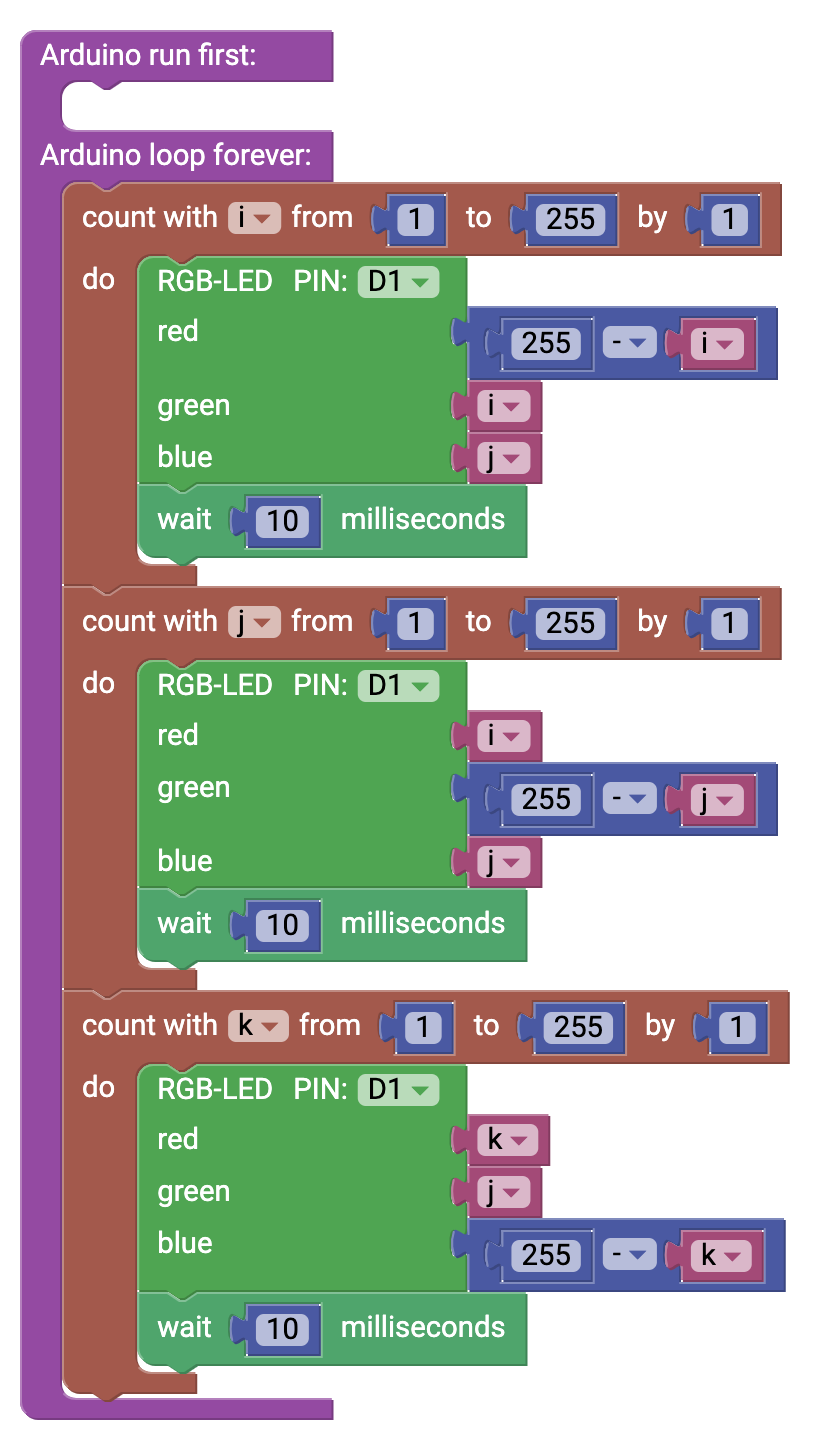 Arduino run first:
Arduino loop forever:
count with i from 1 to 255 by 1
do RGB-LED PIN: D1
red 255 - i
green i
blue j
wait 10 milliseconds
count with j from 1 to 255 by 1
do RGB-LED PIN: D1
red i
green 255 - j
blue j
wait 10 milliseconds
count with k from 1 to 255 by 1
do RGB-LED PIN: D1
red k
green j
blue 255 - k
wait 10 milliseconds